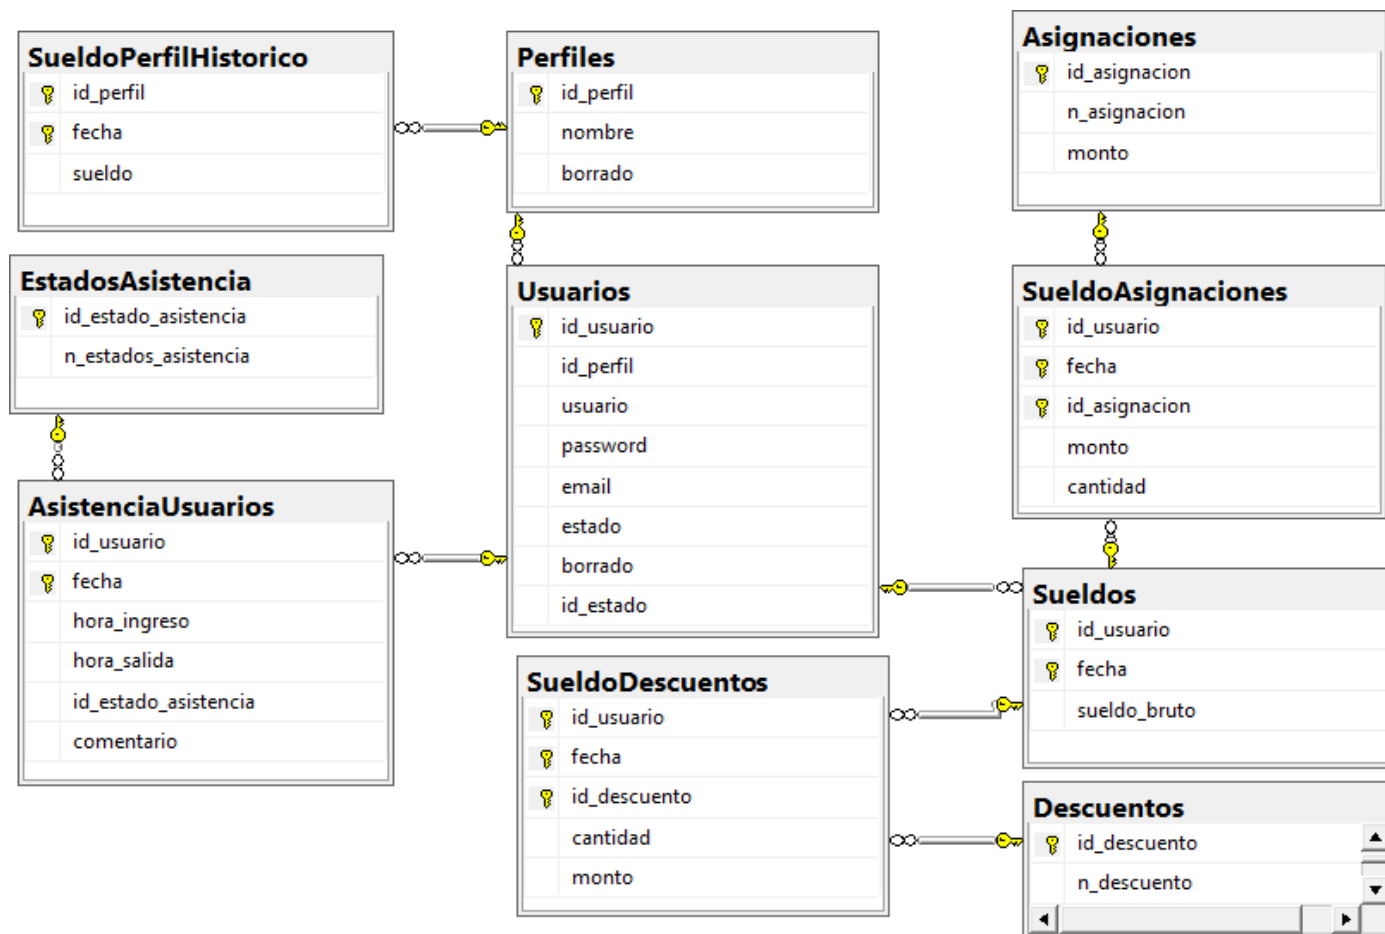 SueldoPerfilHistorico
id_perfil
fecha
sueldo
Perfiles
id_perfil
nombre
borrado
Asignaciones
id_asignacion
n_asignacion
monto
EstadosAsistencia
id_estado_asistencia
n_estados_asistencia
Usuarios
id_usuario
id_perfil
usuario
password
email
estado
borrado
id_estado
SueldoAsignaciones
id_usuario
fecha
id_asignacion
monto
cantidad
AsistenciaUsuarios
id_usuario
fecha
hora_ingreso
hora_salida
id_estado_asistencia
comentario
Sueldos
id_usuario
fecha
sueldo_bruto
SueldoDescuentos
id_usuario
fecha
id_descuento
cantidad
monto
Descuentos
id_descuento
n_descuento